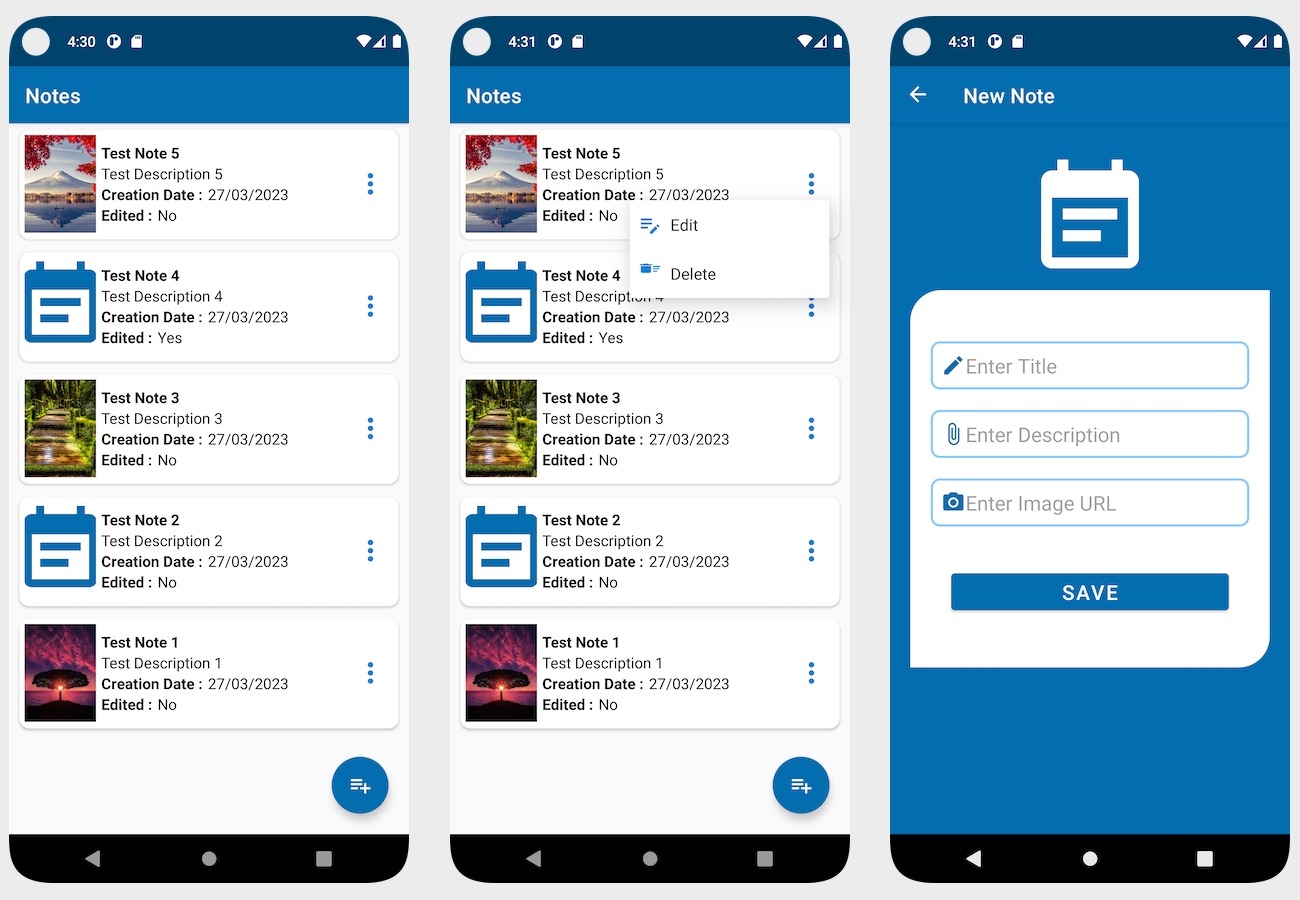 4:30
Notes
Test Note 5
Test Description 5
Creation Date : 27/03/2023
Edited : No
Test Note 4
Test Description 4
Creation Date : 27/03/2023
Edited : Yes
Test Note 3
Test Description 3
Creation Date : 27/03/2023
Edited : No
Test Note 2
Test Description 2
Creation Date : 27/03/2023
Edited : No
Test Note 1
Test Description 1
Creation Date : 27/03/2023
Edited : No
4:31
Notes
Test Note 5
Test Description 5
Creation Date : 27/03/2023
Edited : No
Edit
Delete
Test Note 4
Test Description 4
Creation Date : 27/03/2023
Edited : Yes
Test Note 3
Test Description 3
Creation Date : 27/03/2023
Edited : No
Test Note 2
Test Description 2
Creation Date : 27/03/2023
Edited : No
Test Note 1
Test Description 1
Creation Date : 27/03/2023
Edited : No
4:31
New Note
Enter Title
Enter Description
Enter Image URL
SAVE